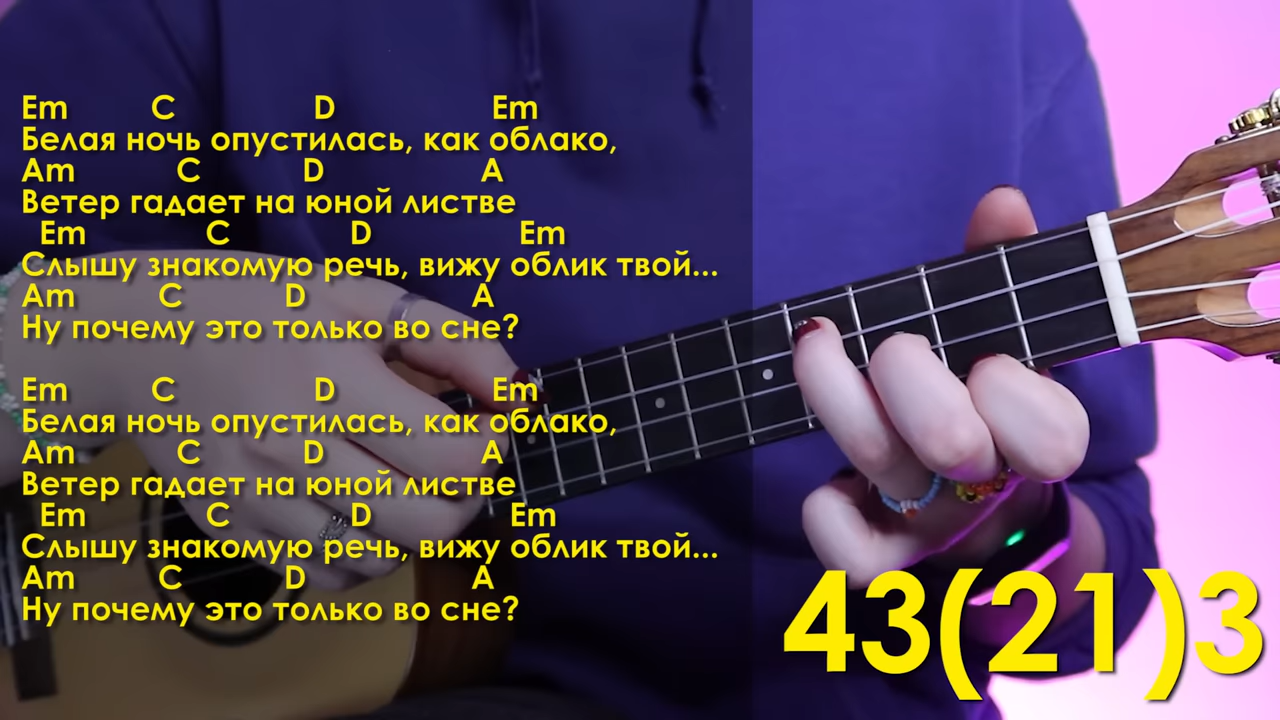 Em C D Em
Белая ночь опустилась, как облако,
Am C D A
Ветер гадает на юной листве
Em C D Em
Слышу знакомую речь, вижу облик твой...
Am C D A
Ну почему это только во сне?
Em C D Em
Белая ночь опустилась, как облако,
Am C D A
Ветер гадает на юной листве
Em C D Em
Слышу знакомую речь, вижу облик твой...
Am C D A
Ну почему это только во сне?
43(21)3